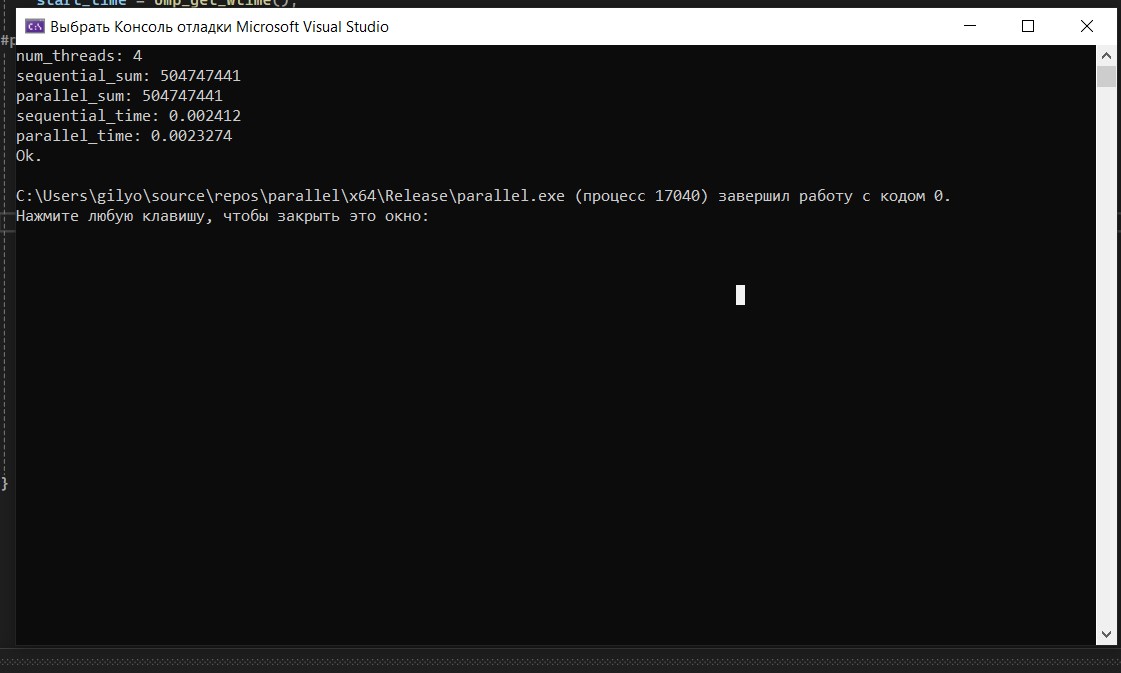 start_time = omp_get_wtime();
Выбрать Консоль отладки Microsoft Visual Studio
#p
num_threads: 4
sequential_sum: 504747441
parallel_sum: 504747441
sequential_time: 0.002412
parallel_time: 0.0023274
Ok.
C:\Users\gilyo\source\repos\parallel\x64\Release\parallel.exe (процесс 17040) завершил работу с кодом 0.
Нажмите любую клавишу, чтобы закрыть это окно:
}